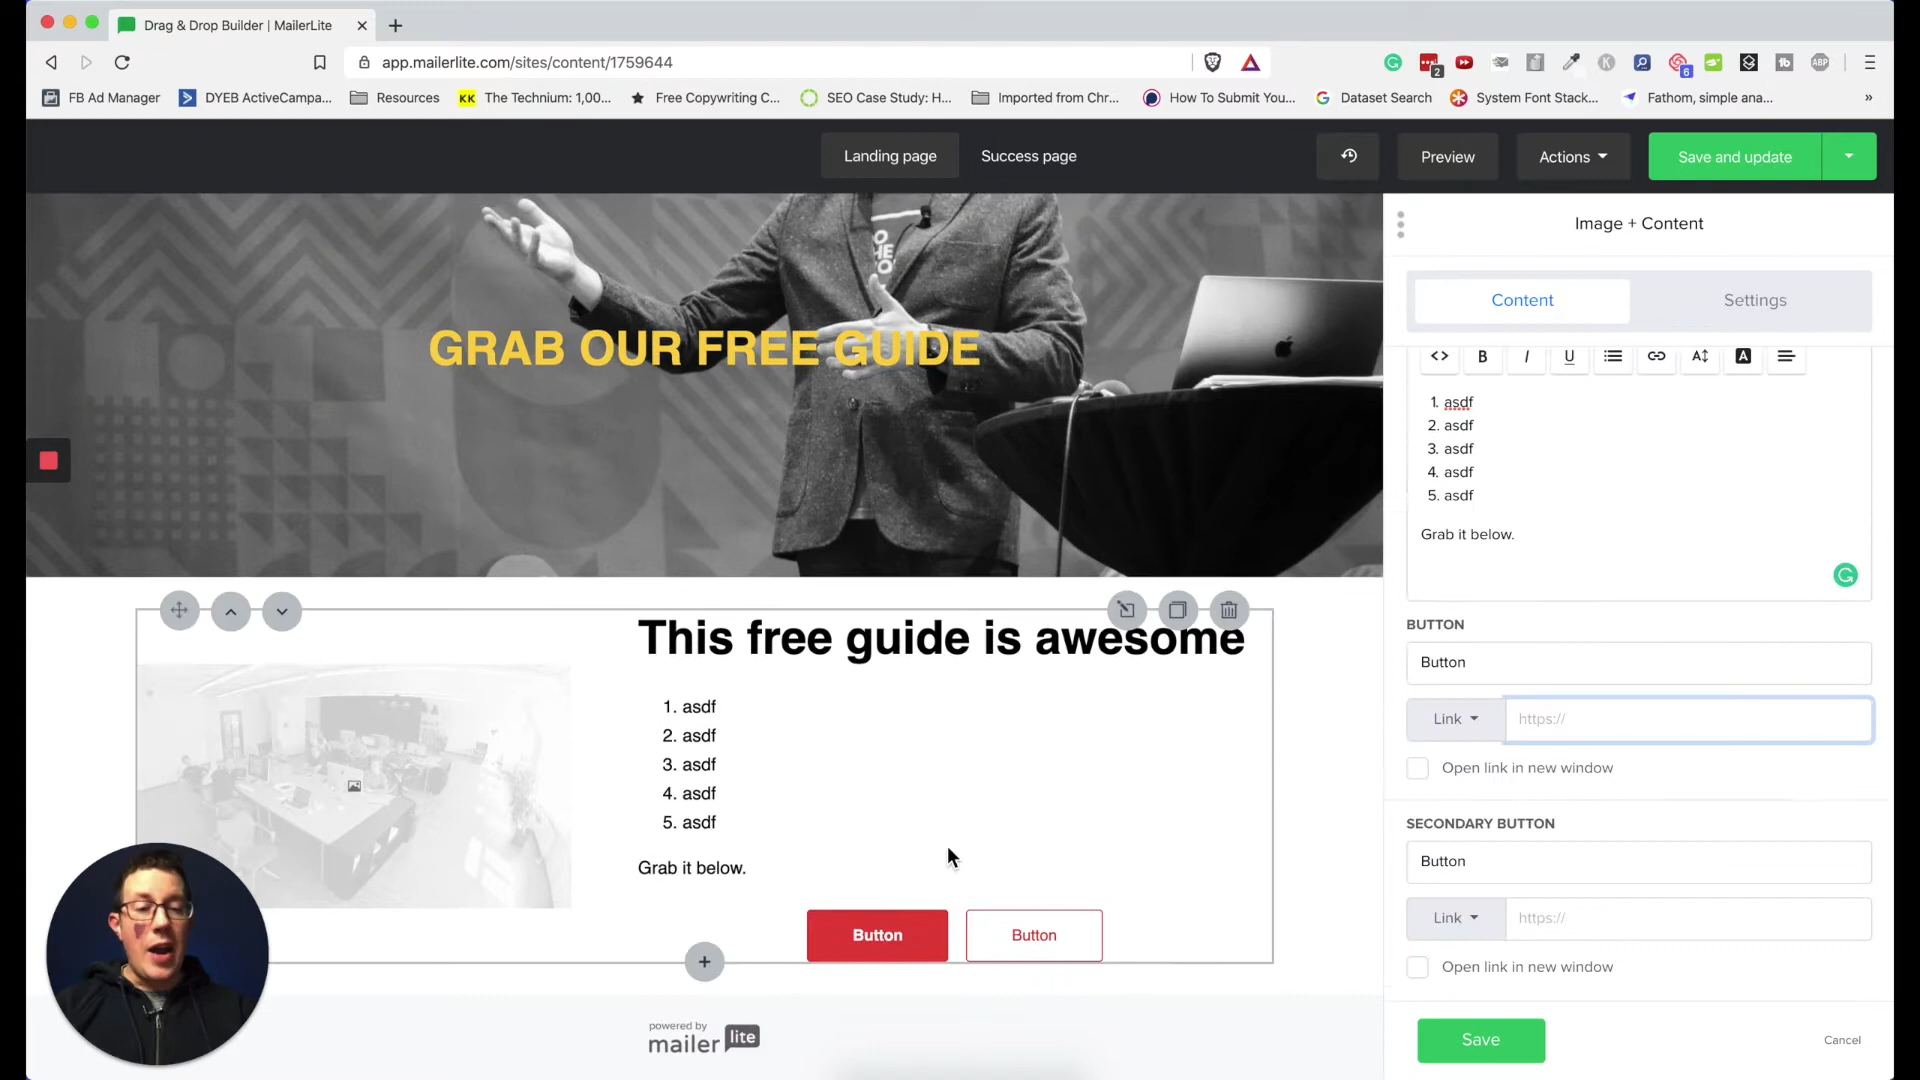 Drag & Drop Builder | MailerLite
app.mailerlite.com/sites/content/1759644
2
6
ABP
FB Ad Manager
DYEB ActiveCampa...
Resources
KK The Technium: 1,00...
Free Copywriting C...
SEO Case Study: H...
Imported from Chr...
How To Submit You...
Dataset Search
System Font Stack...
Fathom, simple ana...
»
Landing page
Success page
Preview
Actions
Save and update
GRAB OUR FREE GUIDE
This free guide is awesome
1. asdf
2. asdf
3. asdf
4. asdf
5. asdf
Grab it below.
Button
Button
powered by
mailer lite
Image + Content
Content
Settings
<> B I U A
1. asdf
2. asdf
3. asdf
4. asdf
5. asdf
Grab it below.
BUTTON
Button
Link
https://
Open link in new window
SECONDARY BUTTON
Button
Link
https://
Open link in new window
Save
Cancel